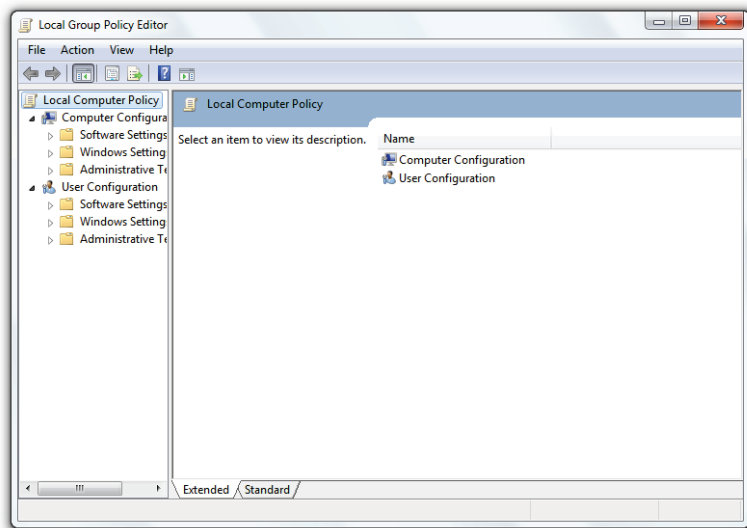 Local Group Policy Editor
File Action View Help
Local Computer Policy
Computer Configura
Software Settings
Windows Setting
Administrative Te
User Configuration
Software Settings
Windows Setting
Administrative Te
Local Computer Policy
Select an item to view its description.
Name
Computer Configuration
User Configuration
Extended Standard